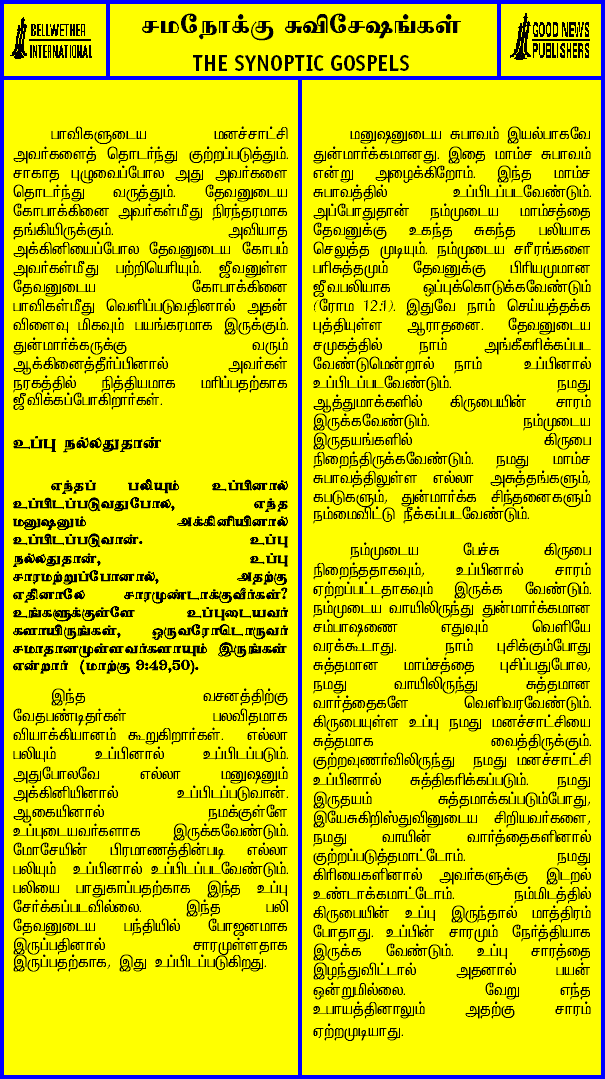 BELLWETHER
INTERNATIONAL
சமநோக்கு சுவிசேஷங்கள்
THE SYNOPTIC GOSPELS
GOOD NEWS
PUBLISHERS
பாவிகளுடைய மனச்சாட்சி
அவர்களைத் தொடர்ந்து குற்றப்படுத்தும்.
சாகாத புழுவைப்போல அது அவர்களை
தொடர்ந்து வருத்தும். தேவனுடைய
கோபாக்கினை அவர்கள்மீது நிரந்தரமாக
தங்கியிருக்கும். அவியாத
அக்கினியைப்போல தேவனுடைய கோபம்
அவர்கள்மீது பற்றியெரியும். ஜீவனுள்ள
தேவனுடைய கோபாக்கினை
பாவிகள்மீது வெளிப்படுவதினால் அதன்
விளைவு மிகவும் பயங்கரமாக இருக்கும்.
துன்மார்க்கருக்கு வரும்
ஆக்கினைத்தீர்ப்பினால் அவர்கள்
நரகத்தில் நித்தியமாக மரிப்பதற்காக
ஜீவிக்கப்போகிறார்கள்.
உப்பு நல்லதுதான்
எந்தப் பலியும் உப்பினால்
உப்பிடப்படுவதுபோல, எந்த
மனுஷனும் அக்கினியினால்
உப்பிடப்படுவான். உப்பு
நல்லதுதான், உப்பு
சாரமற்றுப்போனால், அதற்கு
எதினாலே சாரமுண்டாக்குவீர்கள்?
உங்களுக்குள்ளே உப்புடையவர்
களாயிருங்கள், ஒருவரோடொருவர்
சமாதானமுள்ளவர்களாயும் இருங்கள்
என்றார் (மாற்கு 9:49,50).
இந்த வசனத்திற்கு
வேதபண்டிதர்கள் பலவிதமாக
வியாக்கியானம் கூறுகிறார்கள். எல்லா
பலியும் உப்பினால் உப்பிடப்படும்.
அதுபோலவே எல்லா மனுஷனும்
அக்கினியினால் உப்பிடப்படுவான்.
ஆகையினால் நமக்குள்ளே
உப்புடையவர்களாக இருக்கவேண்டும்.
மோசேயின் பிரமாணத்தின்படி எல்லா
பலியும் உப்பினால் உப்பிடப்படவேண்டும்.
பலியை பாதுகாப்பதற்காக இந்த உப்பு
சேர்க்கப்படவில்லை. இந்த பலி
தேவனுடைய பந்தியில் போஜனமாக
இருப்பதினால் சாரமுள்ளதாக
இருப்பதற்காக, இது உப்பிடப்படுகிறது.
மனுஷனுடைய சுபாவம் இயல்பாகவே
துன்மார்க்கமானது. இதை மாம்ச சுபாவம்
என்று அழைக்கிறோம். இந்த மாம்ச
சுபாவத்தில் உப்பிடப்படவேண்டும்.
அப்போதுதான் நம்முடைய மாம்சத்தை
தேவனுக்கு உகந்த சுகந்த பலியாக
செலுத்த முடியும். நம்முடைய சரீரங்களை
பரிசுத்தமும் தேவனுக்கு பிரியமுமான
ஜீவபலியாக ஒப்புக்கொடுக்கவேண்டும்
(ரோம 12:1). இதுவே நாம் செய்யத்தக்க
புத்தியுள்ள ஆராதனை. தேவனுடைய
சமுகத்தில் நாம் அங்கீகரிக்கப்பட
வேண்டுமென்றால் நாம் உப்பினால்
உப்பிடப்படவேண்டும். நமது
ஆத்துமாக்களில் கிருபையின் சாரம்
இருக்கவேண்டும். நம்முடைய
இருதயங்களில் கிருபை
நிறைந்திருக்கவேண்டும். நமது மாம்ச
சுபாவத்திலுள்ள எல்லா அசுத்தங்களும்,
கபடுகளும், துன்மார்க்க சிந்தனைகளும்
நம்மைவிட்டு நீக்கப்படவேண்டும்.
நம்முடைய பேச்சு கிருபை
நிறைந்ததாகவும், உப்பினால் சாரம்
ஏற்றப்பட்டதாகவும் இருக்க வேண்டும்.
நம்முடைய வாயிலிருந்து துன்மார்க்கமான
சம்பாஷணை எதுவும் வெளியே
வரக்கூடாது. நாம் புசிக்கும்போது
சுத்தமான மாம்சத்தை புசிப்பதுபோல,
நமது வாயிலிருந்து சுத்தமான
வார்த்தைகளே வெளிவரவேண்டும்.
கிருபையுள்ள உப்பு நமது மனச்சாட்சியை
சுத்தமாக வைத்திருக்கும்.
குற்றவுணர்விலிருந்து நமது மனச்சாட்சி
உப்பினால் சுத்திகரிக்கப்படும். நமது
இருதயம் சுத்தமாக்கப்படும்போது,
இயேசுகிறிஸ்துவினுடைய சிறியவர்களை,
நமது வாயின் வார்த்தைகளினால்
குற்றப்படுத்தமாட்டோம். நமது
கிரியைகளினால் அவர்களுக்கு இடறல்
உண்டாக்கமாட்டோம். நம்மிடத்தில்
கிருபையின் உப்பு இருந்தால் மாத்திரம்
போதாது. உப்பின் சாரமும் நேர்த்தியாக
இருக்க வேண்டும். உப்பு சாரத்தை
இழந்துவிட்டால் அதனால் பயன்
ஒன்றுமில்லை. வேறு எந்த
உபாயத்தினாலும் அதற்கு சாரம்
ஏற்றமுடியாது.